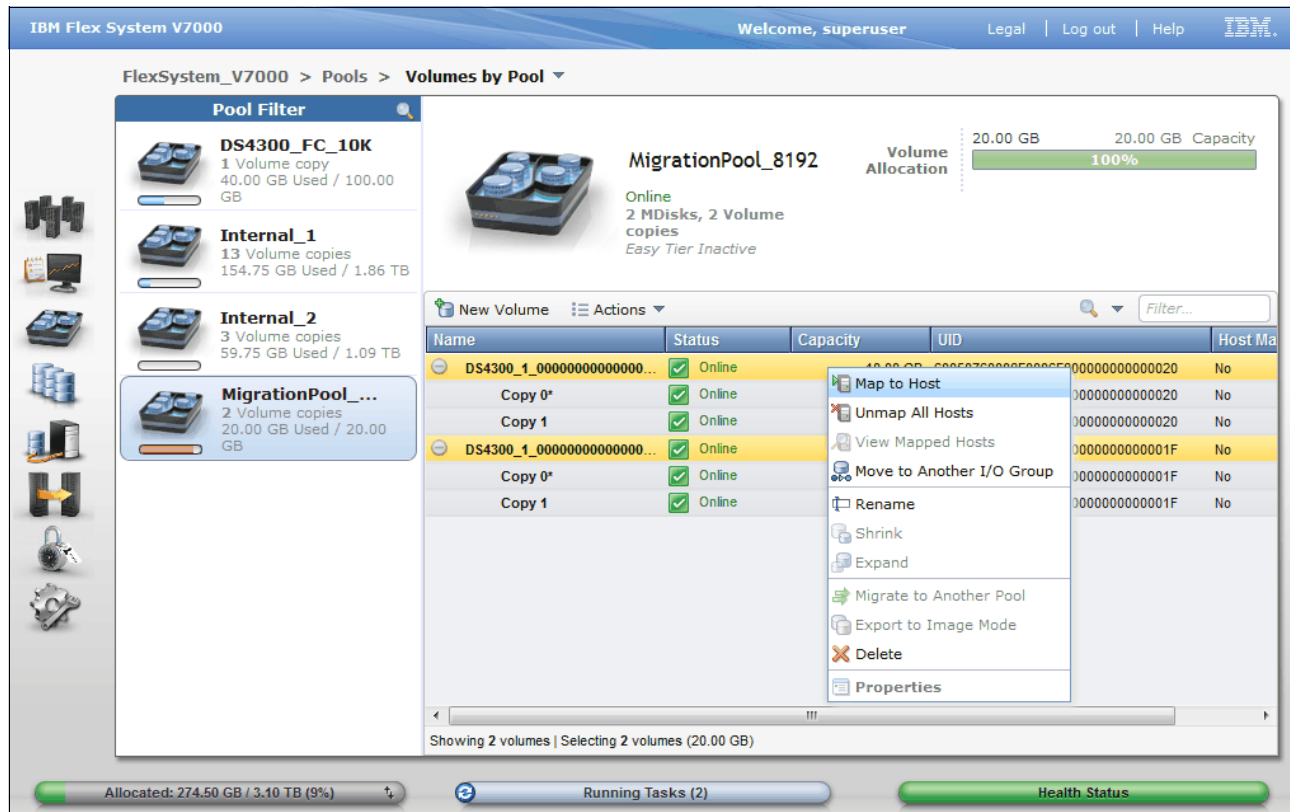 IBM Flex System V7000
Welcome, superuser
Legal | Log out | Help
IBM.
FlexSystem_V7000 > Pools > Volumes by Pool
Pool Filter
DS4300_FC_10K
1 Volume copy
40.00 GB Used / 100.00
GB
Internal_1
13 Volume copies
154.75 GB Used / 1.86 TB
Internal_2
3 Volume copies
59.75 GB Used / 1.09 TB
MigrationPool_...
2 Volume copies
20.00 GB Used / 20.00
GB
MigrationPool_8192
Online
2 MDisks, 2 Volume
copies
Easy Tier Inactive
Volume
Allocation
20.00 GB
20.00 GB Capacity
100%
New Volume
Actions
Filter...
Name Status Capacity UID Host Ma
DS4300_1_00000000000000... Online No
Copy 0* Online 0000000000000020 No
Copy 1 Online 0000000000000020 No
DS4300_1_00000000000000... Online No
Copy 0* Online No
Copy 1 Online No
Map to Host
Unmap All Hosts
View Mapped Hosts
Move to Another I/O Group
Rename
Shrink
Expand
Migrate to Another Pool
Export to Image Mode
Delete
Properties
Showing 2 volumes | Selecting 2 volumes (20.00 GB)
Allocated: 274.50 GB / 3.10 TB (9%)
Running Tasks (2)
Health Status